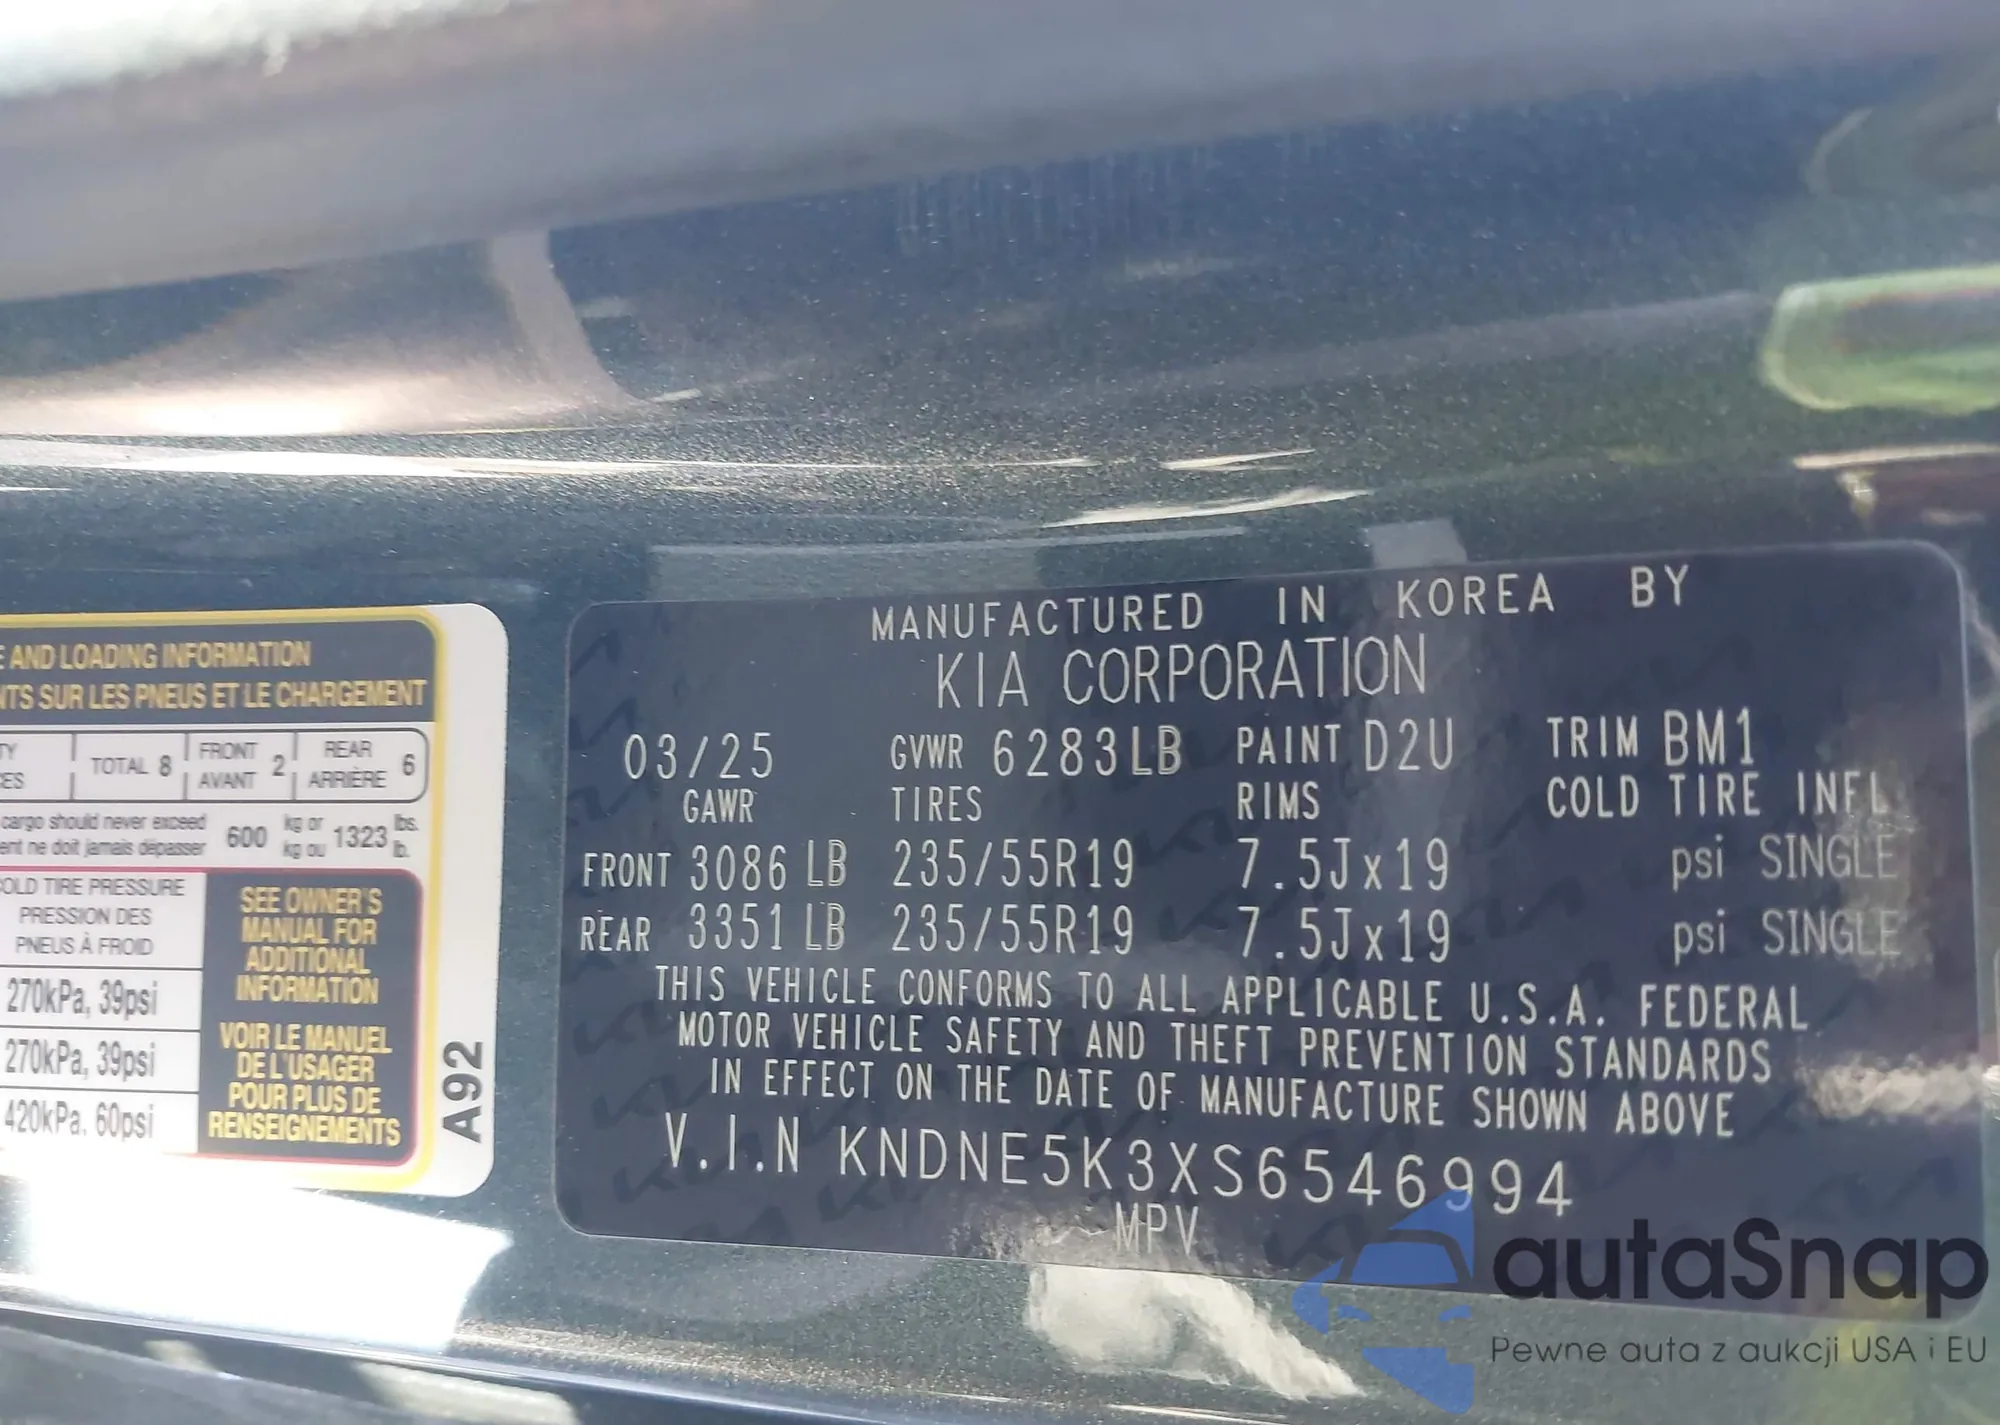 E AND LOADING INFORMATION
NTS SUR LES PNEUS ET LE CHARGEMENT
TY TOTAL 8 FRONT 2 REAR 6
ES AVANT ARRIÈRE
cargo should never exceed 600 kg or 1323 lbs.
ent ne doit jamais dépasser kg ou lb.
OLD TIRE PRESSURE
PRESSION DES
PNEUS À FROID
270kPa, 39psi
270kPa, 39psi
420kPa. 60psi
SEE OWNER'S
MANUAL FOR
ADDITIONAL
INFORMATION
VOIR LE MANUEL
DE L'USAGER
POUR PLUS DE
RENSEIGNEMENTS
A92
MANUFACTURED IN KOREA BY
KIA CORPORATION
03/25 GVWR 6283LB PAINT D2U TRIM BM1
GAWR TIRES RIMS COLD TIRE INFL
FRONT 3086 LB 235/55R19 7.5Jx19 psi SINGLE
REAR 3351 LB 235/55R19 7.5Jx19 psi SINGLE
THIS VEHICLE CONFORMS TO ALL APPLICABLE U.S.A. FEDERAL
MOTOR VEHICLE SAFETY AND THEFT PREVENTION STANDARDS
IN EFFECT ON THE DATE OF MANUFACTURE SHOWN ABOVE
V.I.N KNDNE5K3XS6546994
MPV
autaSnap
Pewne auta z aukcji USA i EU